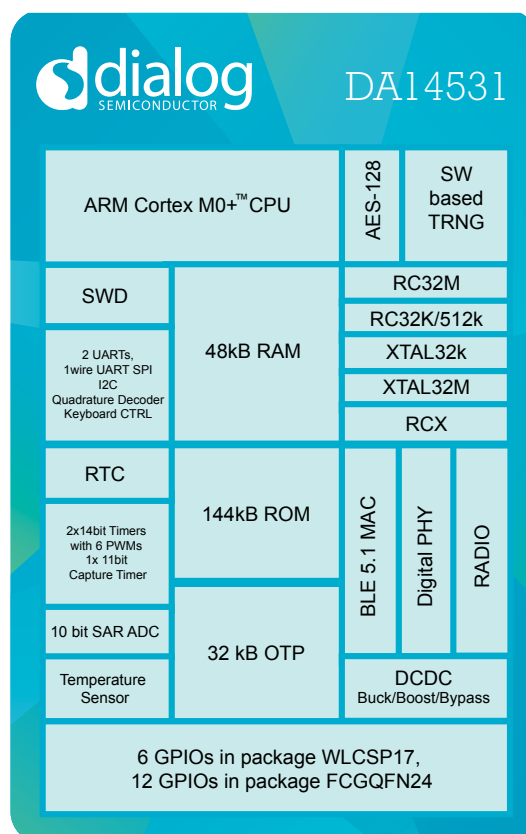 dialog
SEMICONDUCTOR
DA14531
ARM Cortex M0+™ CPU
AES-128
SW
based
TRNG
SWD
2 UARTs,
1wire UART SPI
I2C
Quadrature Decoder
Keyboard CTRL
48kB RAM
RC32M
RC32K/512k
XTAL32k
XTAL32M
RCX
RTC
2x14bit Timers
with 6 PWMs
1x 11bit
Capture Timer
10 bit SAR ADC
Temperature
Sensor
144kB ROM
32 kB OTP
BLE 5.1 MAC
Digital PHY
RADIO
DCDC
Buck/Boost/Bypass
6 GPIOs in package WLCSP17,
12 GPIOs in package FCGQFN24